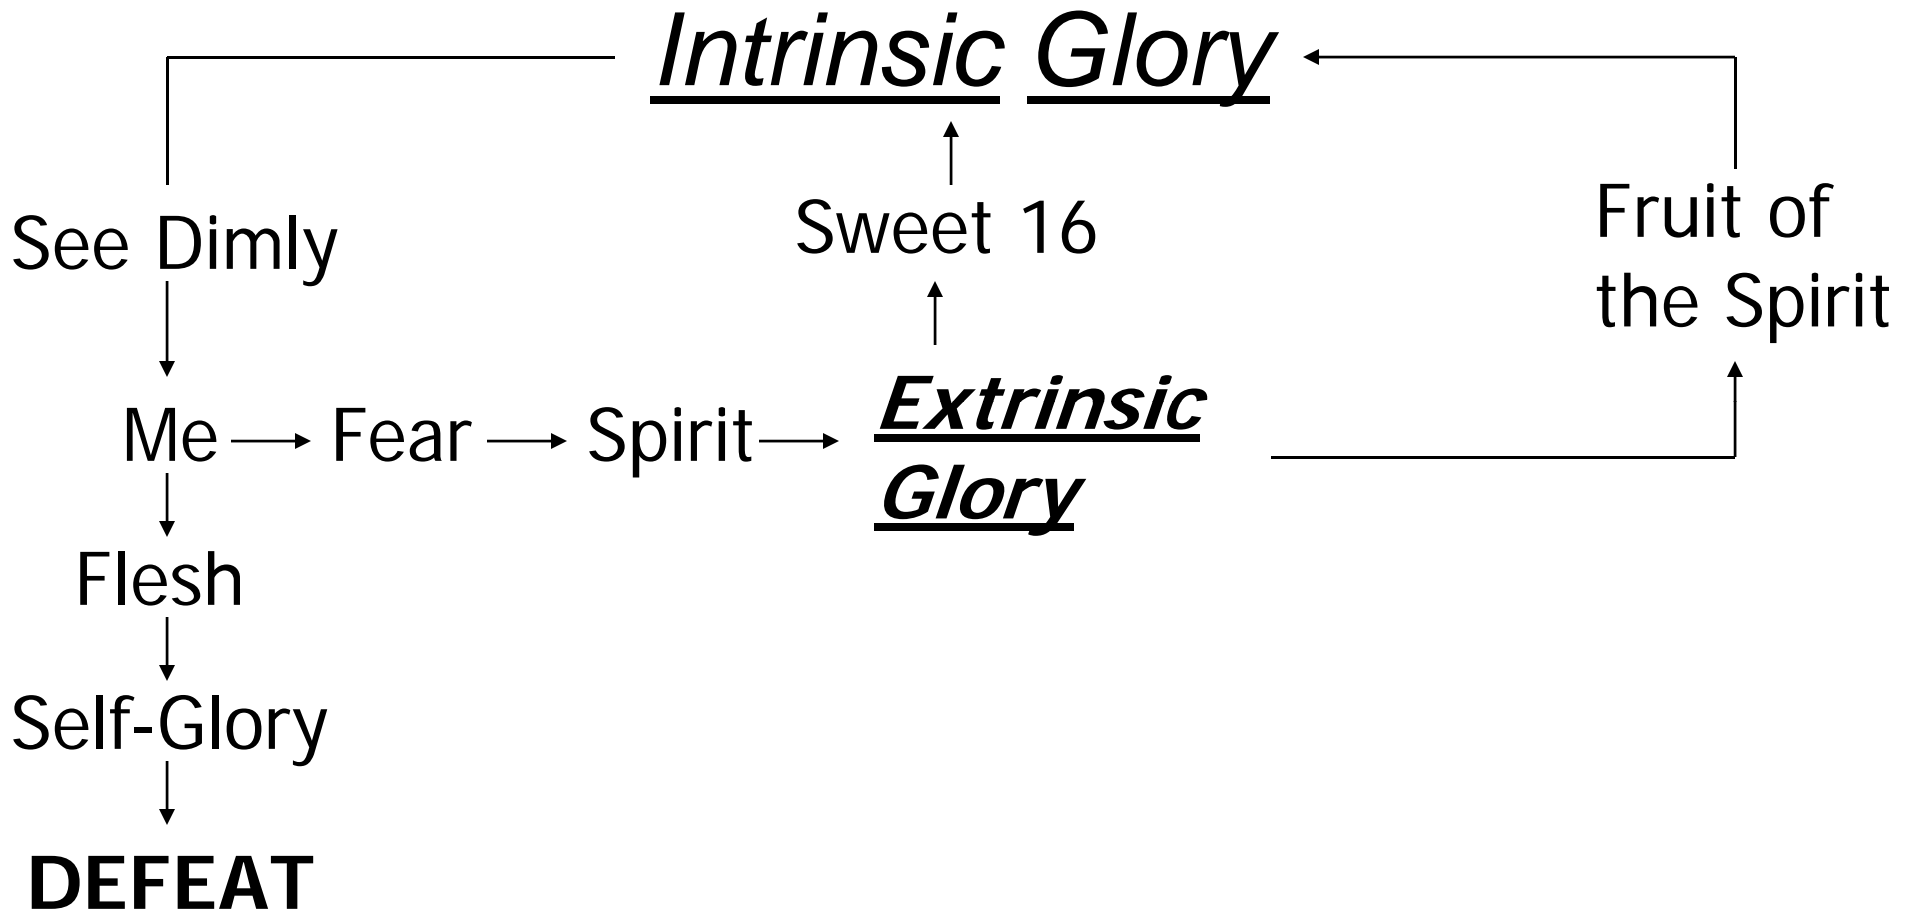 Intrinsic Glory
See Dimly
Sweet 16
Fruit of
the Spirit
Me
Fear
Spirit
Extrinsic
Glory
Flesh
Self-Glory
DEFEAT